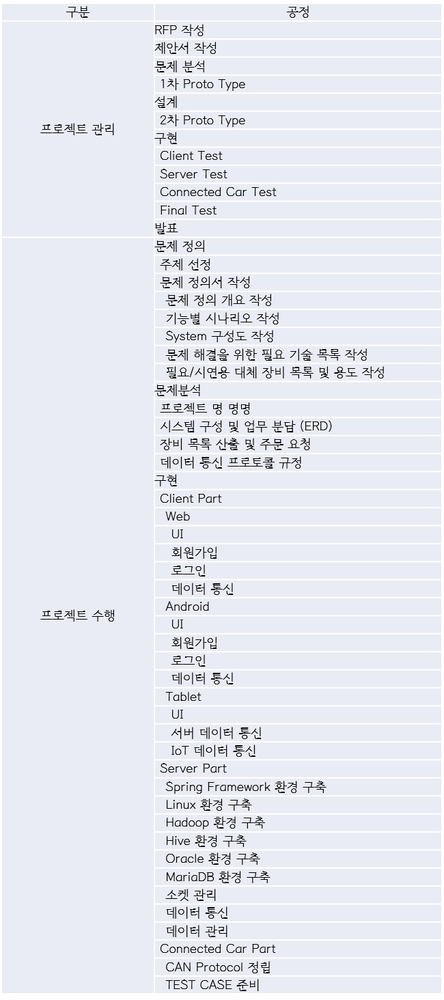 구분 공정
RFP 작성
제안서 작성
문제 분석
1차 Proto Type
설계
2차 Proto Type
프로젝트 관리
구현
Client Test
Server Test
Connected Car Test
Final Test
발표
문제 정의
주제 선정
문제 정의서 작성
문제 정의 개요 작성
기능별 시나리오 작성
System 구성도 작성
문제 해결을 위한 필요 기술 목록 작성
필요/시연용 대체 장비 목록 및 용도 작성
문제분석
프로젝트 명 명명
시스템 구성 및 업무 분담 (ERD)
장비 목록 산출 및 주문 요청
데이터 통신 프로토콜 규정
구현
Client Part
Web
UI
회원가입
로그인
데이터 통신
Android
프로젝트 수행
UI
회원가입
로그인
데이터 통신
Tablet
UI
서버 데이터 통신
IoT 데이터 통신
Server Part
Spring Framework 환경 구축
Linux 환경 구축
Hadoop 환경 구축
Hive 환경 구축
Oracle 환경 구축
MariaDB 환경 구축
소켓 관리
데이터 통신
데이터 관리
Connected Car Part
CAN Protocol 정립
TEST CASE 준비